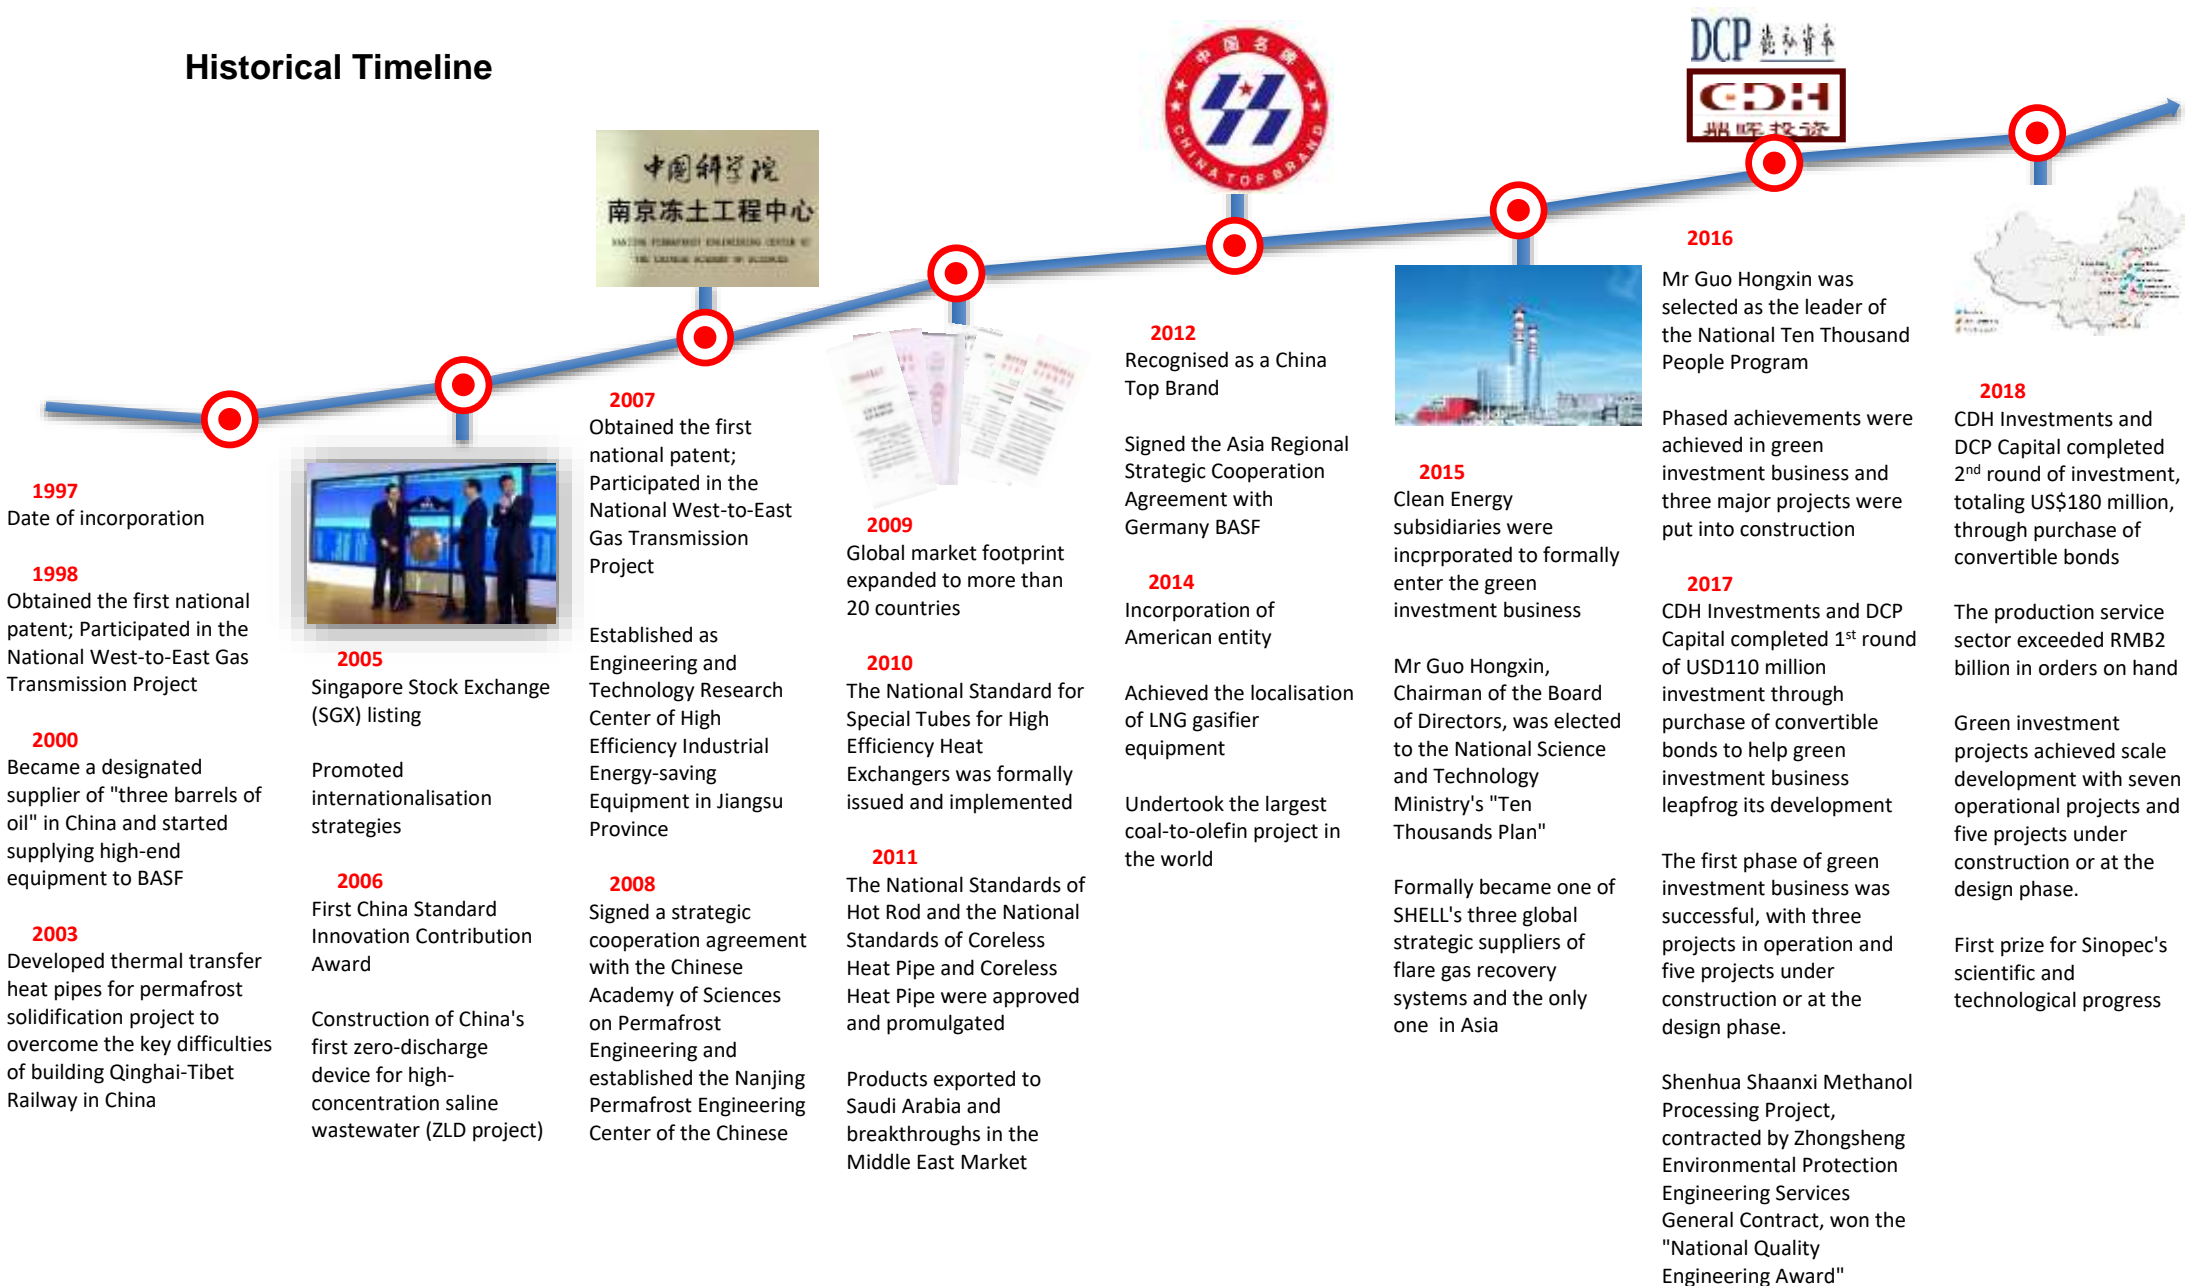 Historical Timeline
中国科学院
南京冻土工程中心
NANJING PERMAFROST ENGINEERING CENTER OF
THE CHINESE ACADEMY OF SCIENCES
中国名牌
CHINA TOP BRAND
DCP 德弘资本
CDH
鼎晖投资
1997
Date of incorporation
1998
Obtained the first national
patent; Participated in the
National West-to-East Gas
Transmission Project
2000
Became a designated
supplier of "three barrels of
oil" in China and started
supplying high-end
equipment to BASF
2003
Developed thermal transfer
heat pipes for permafrost
solidification project to
overcome the key difficulties
of building Qinghai-Tibet
Railway in China
2005
Singapore Stock Exchange
(SGX) listing
Promoted
internationalisation
strategies
2006
First China Standard
Innovation Contribution
Award
Construction of China's
first zero-discharge
device for high-
concentration saline
wastewater (ZLD project)
2007
Obtained the first
national patent;
Participated in the
National West-to-East
Gas Transmission
Project
Established as
Engineering and
Technology Research
Center of High
Efficiency Industrial
Energy-saving
Equipment in Jiangsu
Province
2008
Signed a strategic
cooperation agreement
with the Chinese
Academy of Sciences
on Permafrost
Engineering and
established the Nanjing
Permafrost Engineering
Center of the Chinese
2009
Global market footprint
expanded to more than
20 countries
2010
The National Standard for
Special Tubes for High
Efficiency Heat
Exchangers was formally
issued and implemented
2011
The National Standards of
Hot Rod and the National
Standards of Coreless
Heat Pipe and Coreless
Heat Pipe were approved
and promulgated
Products exported to
Saudi Arabia and
breakthroughs in the
Middle East Market
2012
Recognised as a China
Top Brand
Signed the Asia Regional
Strategic Cooperation
Agreement with
Germany BASF
2014
Incorporation of
American entity
Achieved the localisation
of LNG gasifier
equipment
Undertook the largest
coal-to-olefin project in
the world
2015
Clean Energy
subsidiaries were
incprporated to formally
enter the green
investment business
Mr Guo Hongxin,
Chairman of the Board
of Directors, was elected
to the National Science
and Technology
Ministry's "Ten
Thousands Plan"
Formally became one of
SHELL's three global
strategic suppliers of
flare gas recovery
systems and the only
one in Asia
2016
Mr Guo Hongxin was
selected as the leader of
the National Ten Thousand
People Program
Phased achievements were
achieved in green
investment business and
three major projects were
put into construction
2017
CDH Investments and DCP
Capital completed 1st round
of USD110 million
investment through
purchase of convertible
bonds to help green
investment business
leapfrog its development
The first phase of green
investment business was
successful, with three
projects in operation and
five projects under
construction or at the
design phase.
Shenhua Shaanxi Methanol
Processing Project,
contracted by Zhongsheng
Environmental Protection
Engineering Services
General Contract, won the
"National Quality
Engineering Award"
2018
CDH Investments and
DCP Capital completed
2nd round of investment,
totaling US$180 million,
through purchase of
convertible bonds
The production service
sector exceeded RMB2
billion in orders on hand
Green investment
projects achieved scale
development with seven
operational projects and
five projects under
construction or at the
design phase.
First prize for Sinopec's
scientific and
technological progress